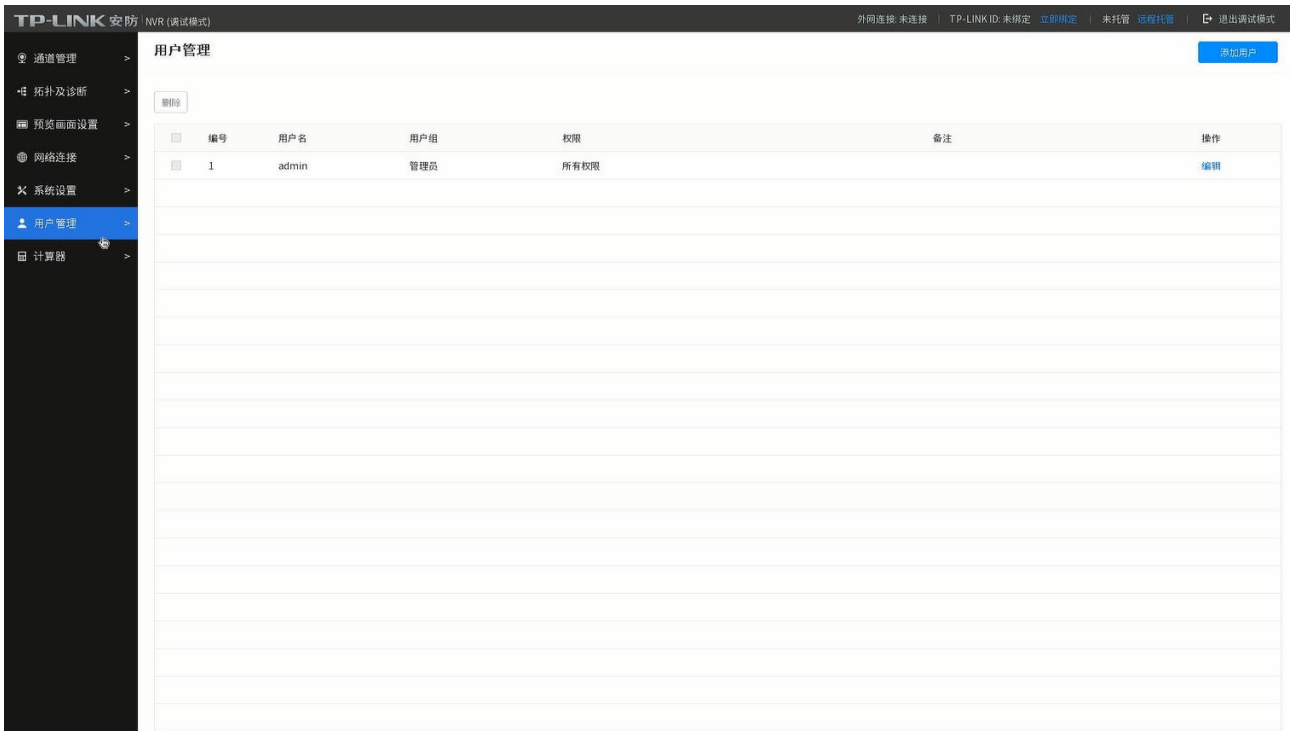 TP-LINK 安防 NVR (调试模式) 外网连接: 未连接 TP-LINK ID: 未绑定 立即绑定 未托管 远程托管 退出调试模式
通道管理 >
拓扑及诊断 >
预览画面设置 >
网络连接 >
系统设置 >
用户管理 >
计算器 >
用户管理 添加用户
删除
编号 用户名 用户组 权限 备注 操作
1 admin 管理员 所有权限 编辑